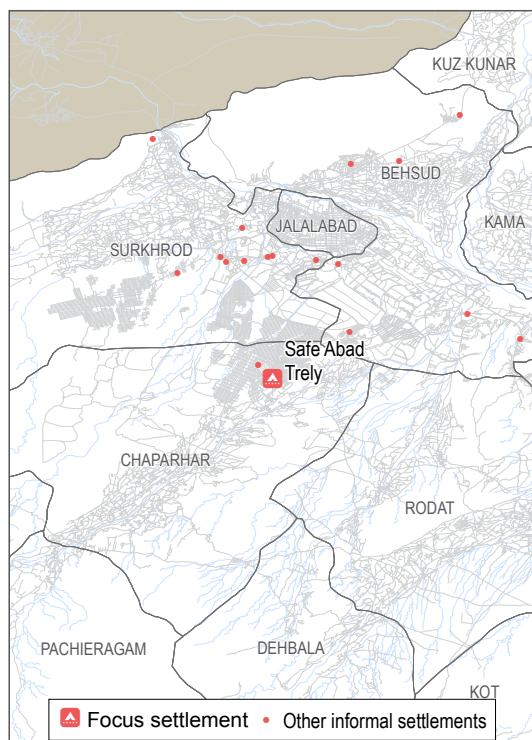 KUZ KUNAR
BEHSUD
KAMA
JALALABAD
SURKHROD
Safe Abad
Trely
CHAPARHAR
RODAT
PACHIERAGAM
DEHBALA
KOT
Focus settlement
Other informal settlements